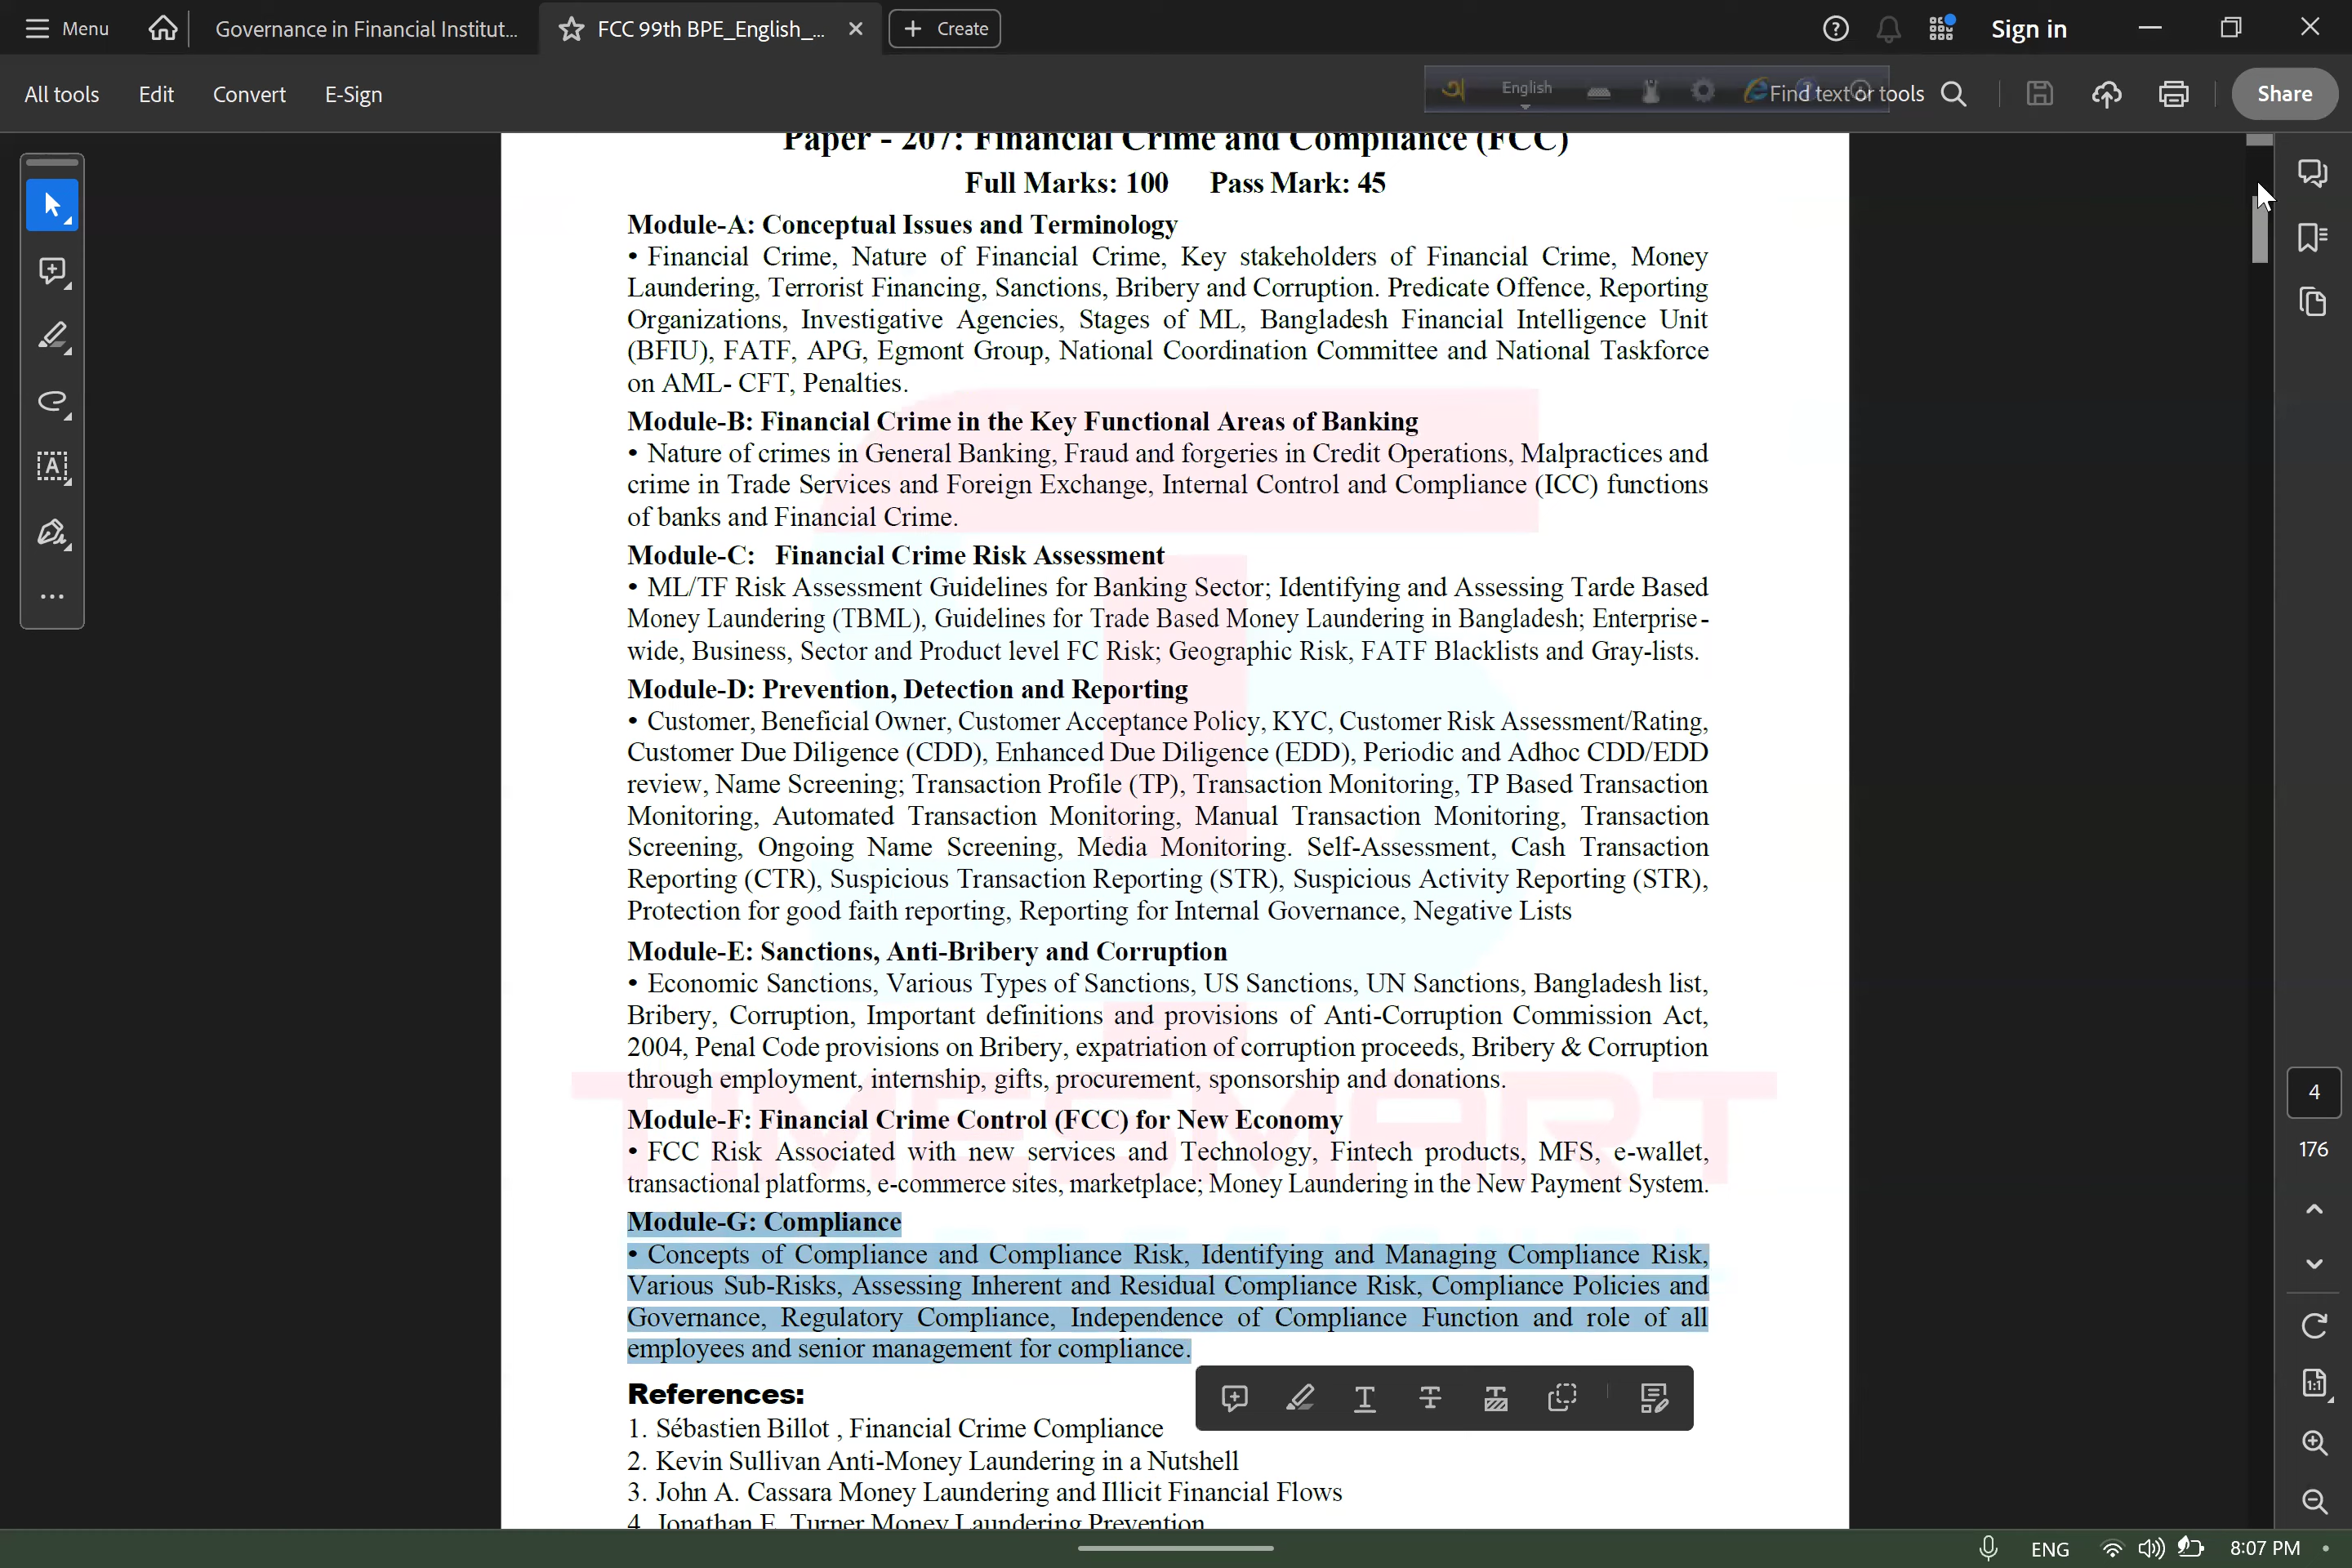 Menu
Governance in Financial Institut...
FCC 99th BPE_English_...
Create
Sign in
All tools
Edit
Convert
E-Sign
English
Find text or tools
Share
Paper - 207: Financial Crime and Compliance (FCC)
Full Marks: 100 Pass Mark: 45
Module-A: Conceptual Issues and Terminology
• Financial Crime, Nature of Financial Crime, Key stakeholders of Financial Crime, Money
Laundering, Terrorist Financing, Sanctions, Bribery and Corruption. Predicate Offence, Reporting
Organizations, Investigative Agencies, Stages of ML, Bangladesh Financial Intelligence Unit
(BFIU), FATF, APG, Egmont Group, National Coordination Committee and National Taskforce
on AML- CFT, Penalties.
Module-B: Financial Crime in the Key Functional Areas of Banking
• Nature of crimes in General Banking, Fraud and forgeries in Credit Operations, Malpractices and
crime in Trade Services and Foreign Exchange, Internal Control and Compliance (ICC) functions
of banks and Financial Crime.
Module-C: Financial Crime Risk Assessment
• ML/TF Risk Assessment Guidelines for Banking Sector; Identifying and Assessing Tarde Based
Money Laundering (TBML), Guidelines for Trade Based Money Laundering in Bangladesh; Enterprise-
wide, Business, Sector and Product level FC Risk; Geographic Risk, FATF Blacklists and Gray-lists.
Module-D: Prevention, Detection and Reporting
• Customer, Beneficial Owner, Customer Acceptance Policy, KYC, Customer Risk Assessment/Rating,
Customer Due Diligence (CDD), Enhanced Due Diligence (EDD), Periodic and Adhoc CDD/EDD
review, Name Screening; Transaction Profile (TP), Transaction Monitoring, TP Based Transaction
Monitoring, Automated Transaction Monitoring, Manual Transaction Monitoring, Transaction
Screening, Ongoing Name Screening, Media Monitoring. Self-Assessment, Cash Transaction
Reporting (CTR), Suspicious Transaction Reporting (STR), Suspicious Activity Reporting (STR),
Protection for good faith reporting, Reporting for Internal Governance, Negative Lists
Module-E: Sanctions, Anti-Bribery and Corruption
• Economic Sanctions, Various Types of Sanctions, US Sanctions, UN Sanctions, Bangladesh list,
Bribery, Corruption, Important definitions and provisions of Anti-Corruption Commission Act,
2004, Penal Code provisions on Bribery, expatriation of corruption proceeds, Bribery & Corruption
through employment, internship, gifts, procurement, sponsorship and donations.
TIMESMART
Module-F: Financial Crime Control (FCC) for New Economy
• FCC Risk Associated with new services and Technology, Fintech products, MFS, e-wallet,
transactional platforms, e-commerce sites, marketplace; Money Laundering in the New Payment System.
Module-G: Compliance
• Concepts of Compliance and Compliance Risk, Identifying and Managing Compliance Risk,
Various Sub-Risks, Assessing Inherent and Residual Compliance Risk, Compliance Policies and
Governance, Regulatory Compliance, Independence of Compliance Function and role of all
employees and senior management for compliance.
References:
1. Sébastien Billot , Financial Crime Compliance
2. Kevin Sullivan Anti-Money Laundering in a Nutshell
3. John A. Cassara Money Laundering and Illicit Financial Flows
4. Jonathan E. Turner Money Laundering Prevention
4
176
ENG
8:07 PM